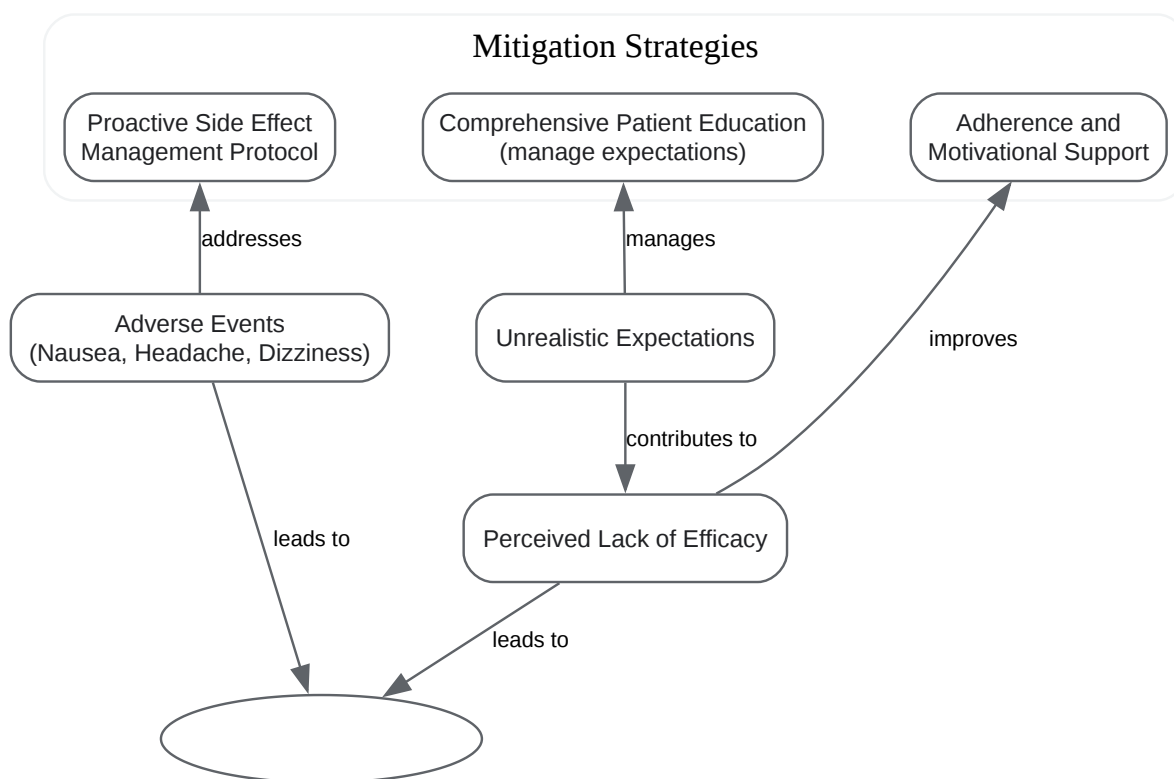 Mitigation Strategies
Proactive Side Effect
Management Protocol
Comprehensive Patient Education
(manage expectations)
Adherence and
Motivational Support
addresses
manages
Adverse Events
(Nausea, Headache, Dizziness)
Unrealistic Expectations
improves
contributes to
leads to
Perceived Lack of Efficacy
leads to